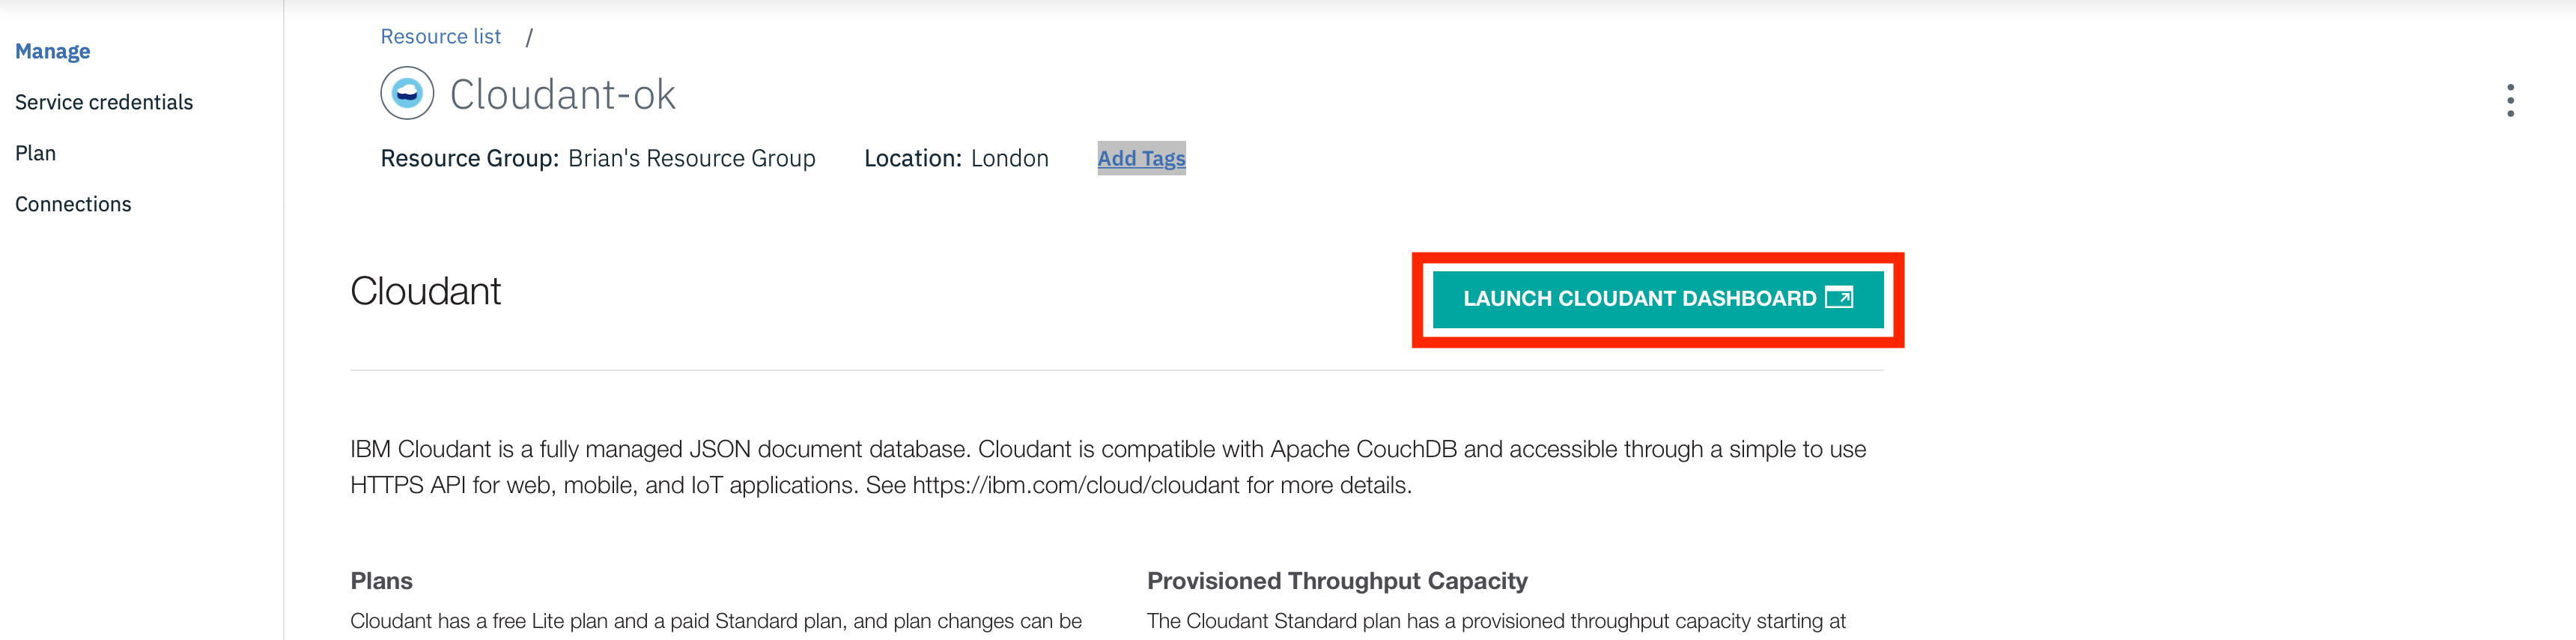 Manage
Service credentials
Plan
Connections
Resource list /
Cloudant-ok
Resource Group: Brian's Resource Group Location: London Add Tags
Cloudant
LAUNCH CLOUDANT DASHBOARD
IBM Cloudant is a fully managed JSON document database. Cloudant is compatible with Apache CouchDB and accessible through a simple to use
HTTPS API for web, mobile, and IoT applications. See https://ibm.com/cloud/cloudant for more details.
Plans
Cloudant has a free Lite plan and a paid Standard plan, and plan changes can be
Provisioned Throughput Capacity
The Cloudant Standard plan has a provisioned throughput capacity starting at